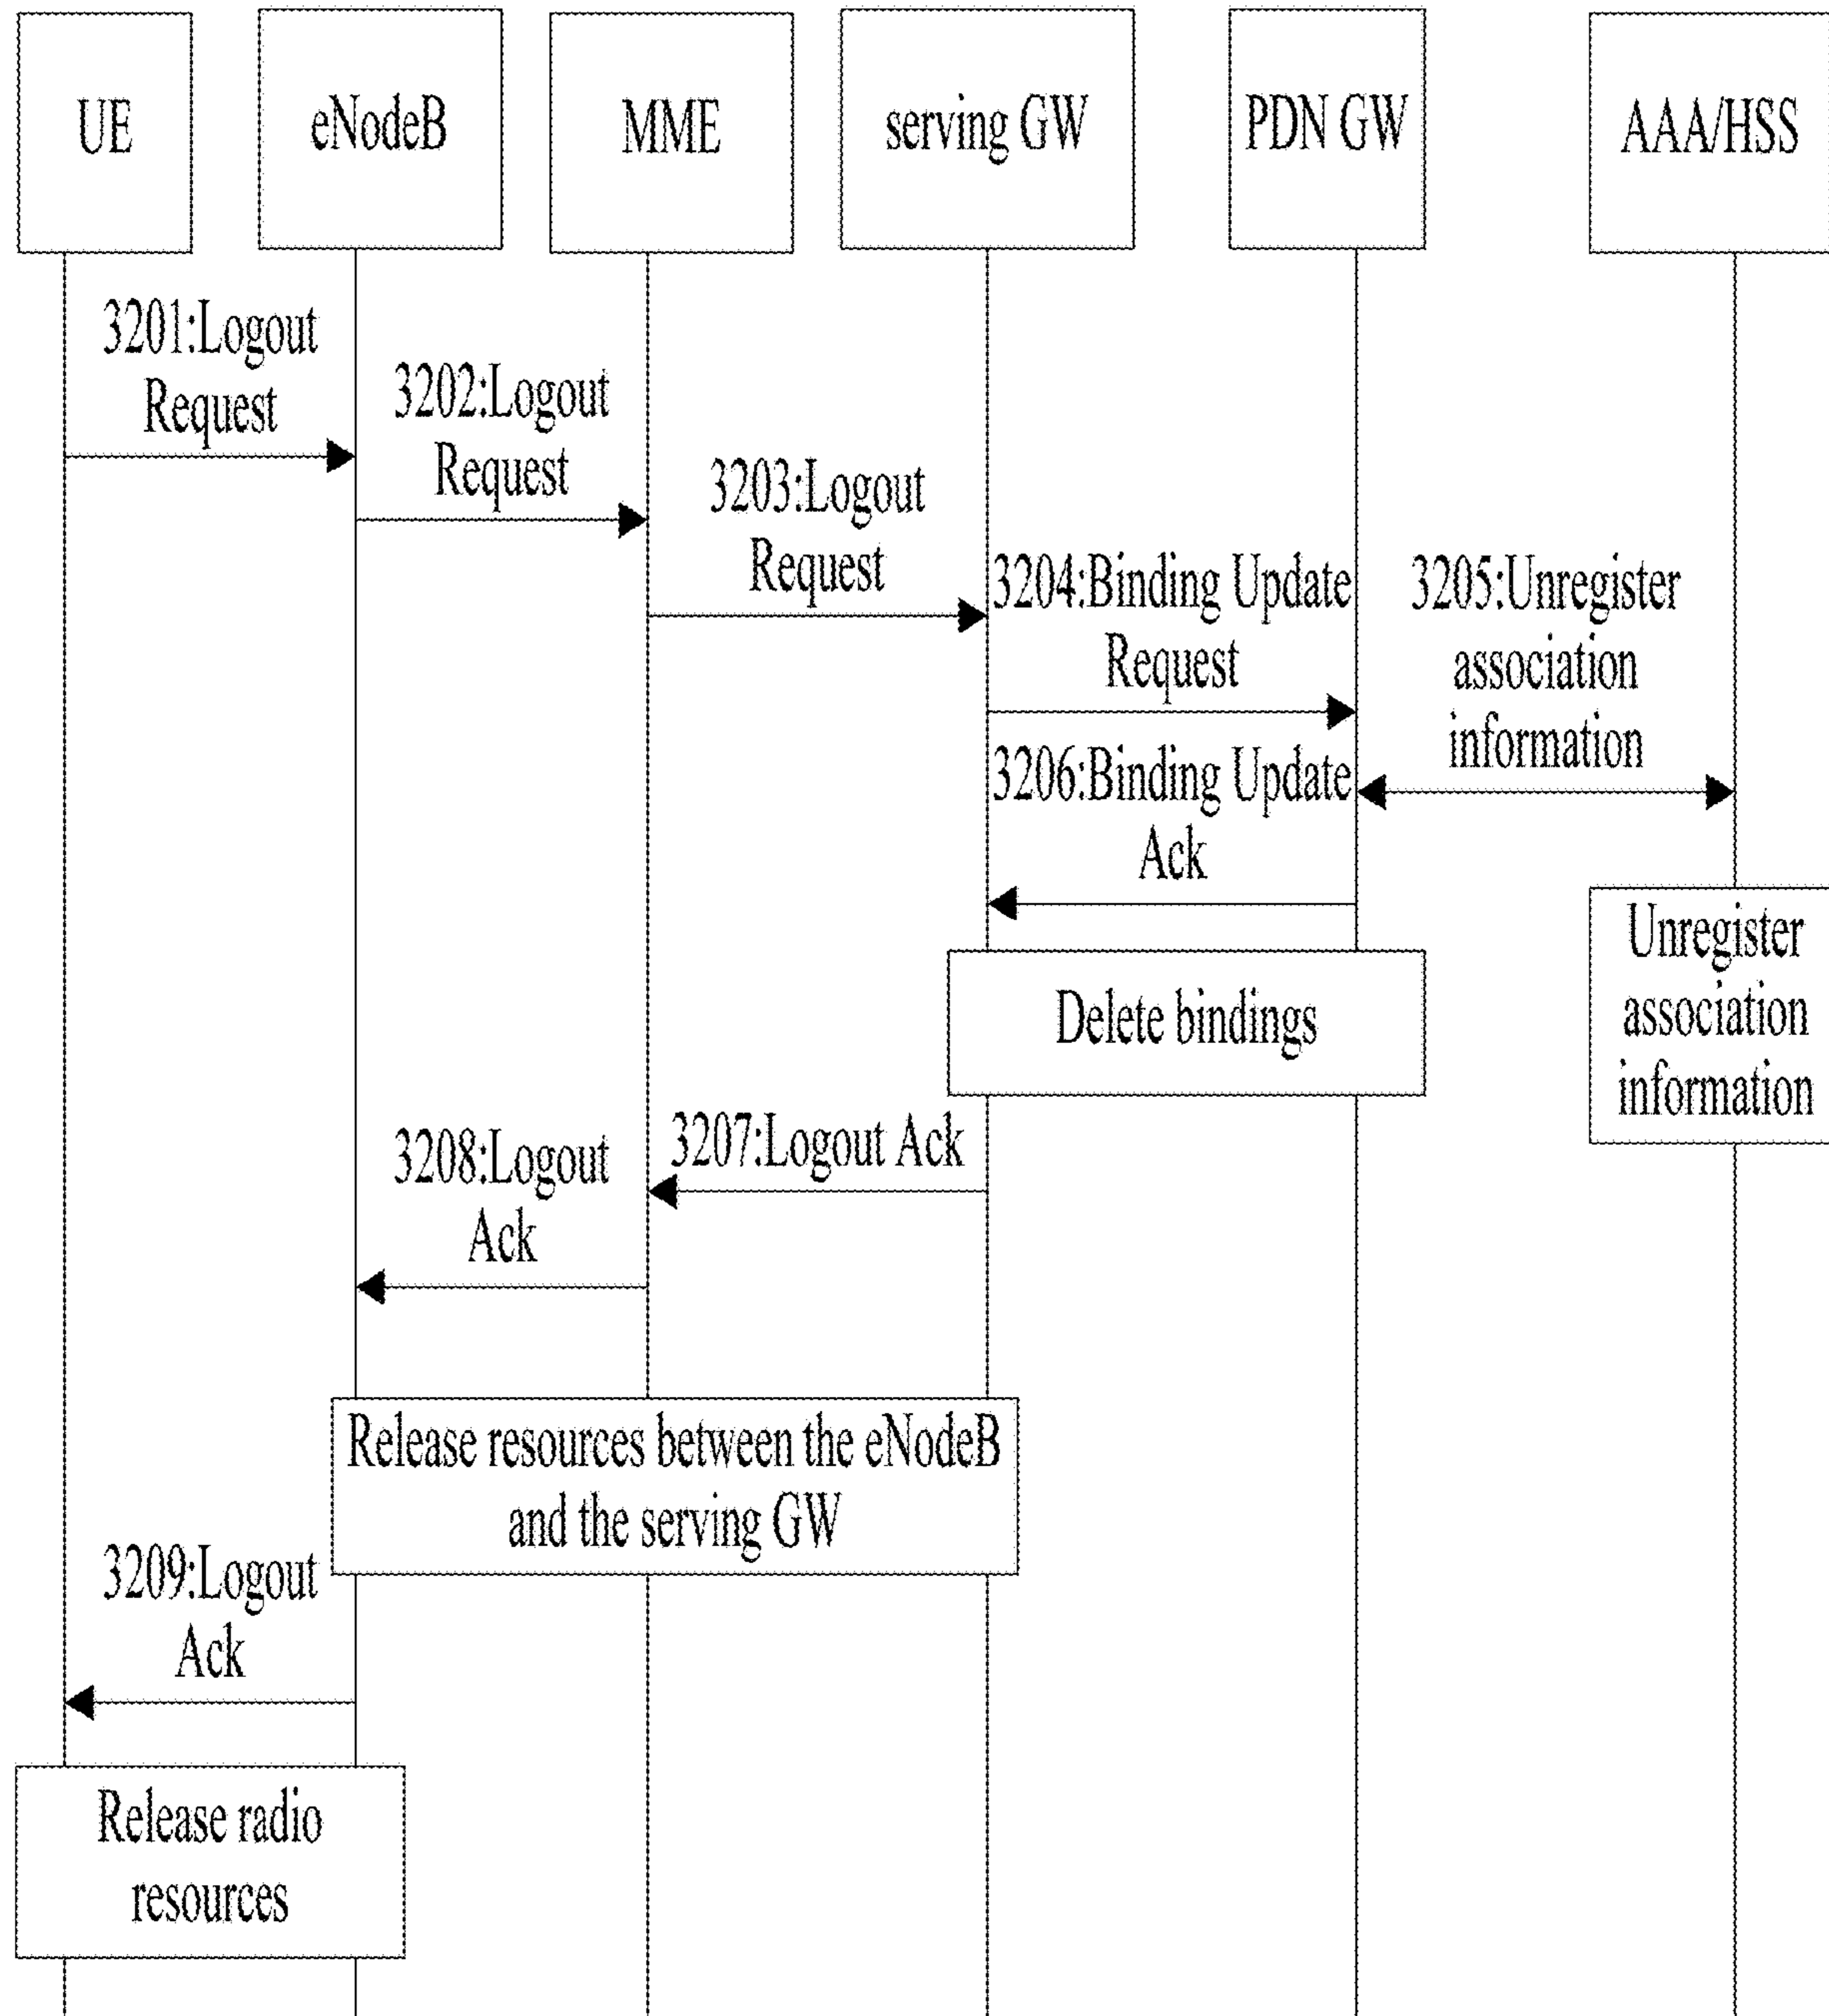 UE
eNodeB
MME
serving GW
PDN GW
AAA/HSS
3201:Logout
Request
3202:Logout
Request
3203:Logout
Request
3204:Binding Update
Request
3205:Unregister
association
information
3206:Binding Update
Ack
Unregister
association
information
Delete bindings
3207:Logout Ack
3208:Logout
Ack
Release resources between the eNodeB
and the serving GW
3209:Logout
Ack
Release radio
resources